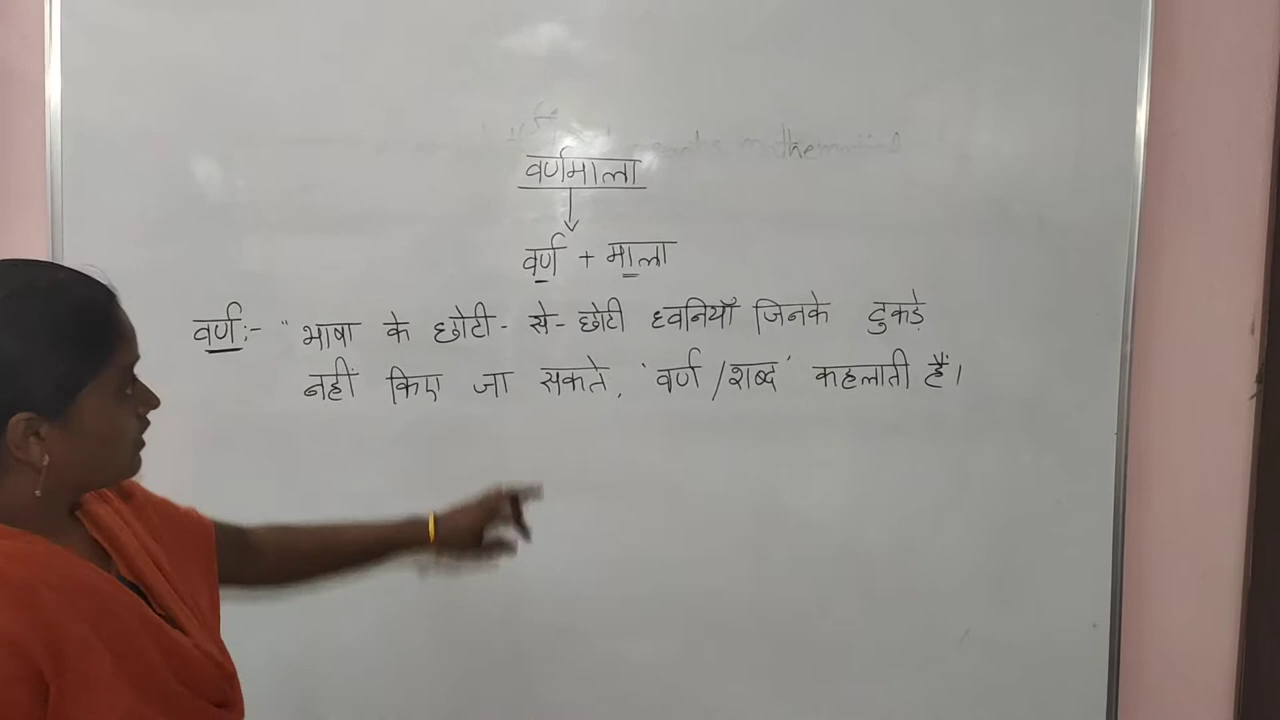 वर्णमाला
वर्ण + माला
वर्ण:- " भाषा के छोटी - से - छोटी ध्वनियाँ जिनके टुकड़े
नहीं किए जा सकते, 'वर्ण / शब्द' कहलाती हैं।